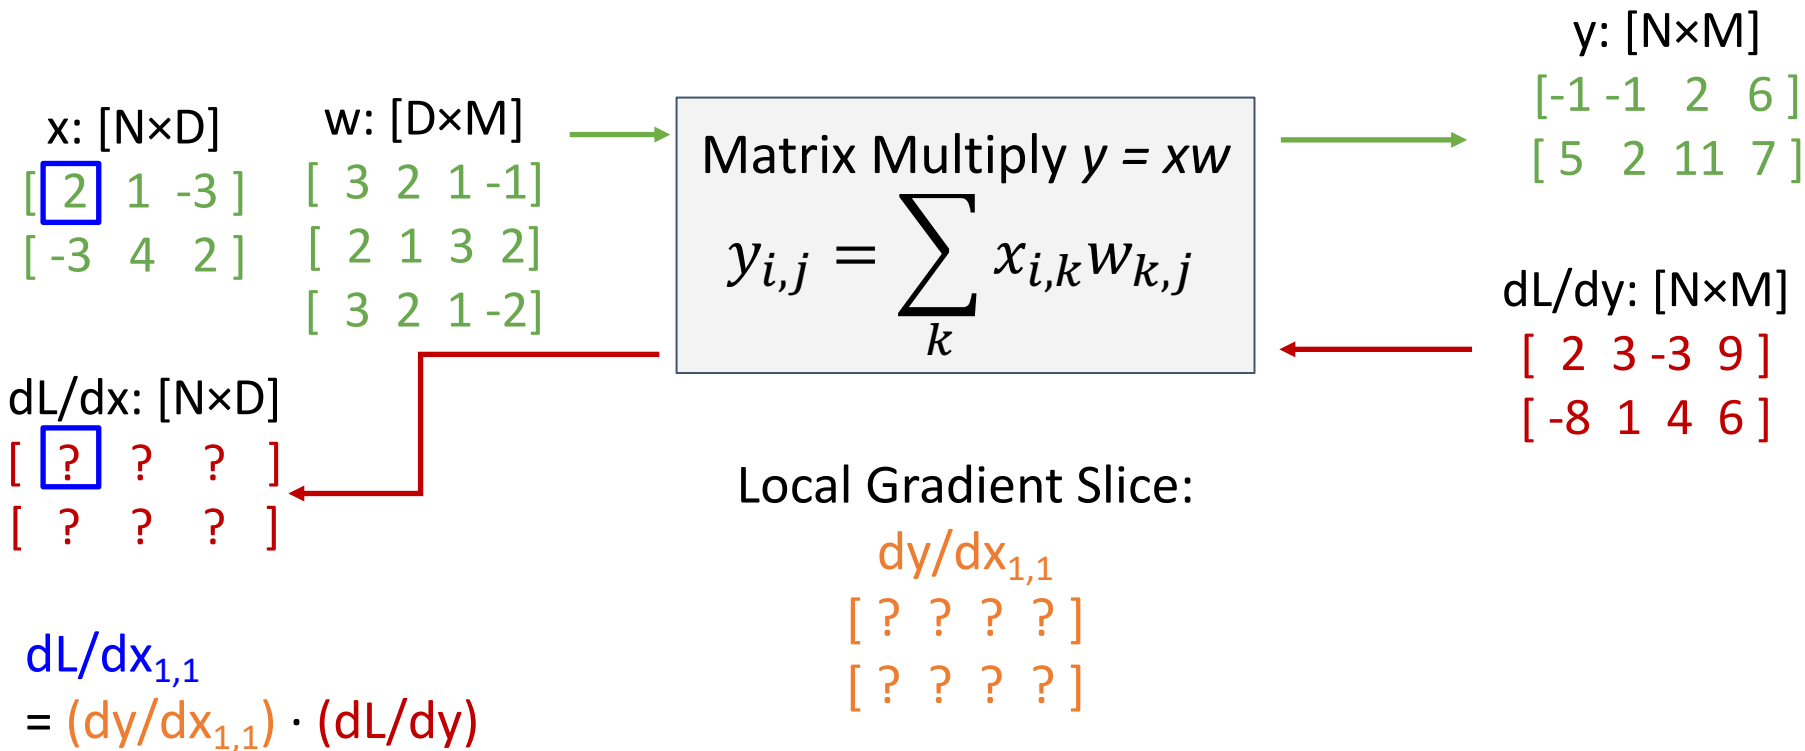 x: [N×D]
[ 2 1 -3 ]
[ -3 4 2 ]
w: [D×M]
[ 3 2 1 -1]
[ 2 1 3 2]
[ 3 2 1 -2]
Matrix Multiply y = xw
y_{i,j} = ∑_k x_{i,k} w_{k,j}
y: [N×M]
[-1 -1 2 6 ]
[ 5 2 11 7 ]
dL/dy: [N×M]
[ 2 3 -3 9 ]
[ -8 1 4 6 ]
dL/dx: [N×D]
[ ? ? ? ]
[ ? ? ? ]
Local Gradient Slice:
dy/dx_{1,1}
[ ? ? ? ? ]
[ ? ? ? ? ]
dL/dx_{1,1}
= (dy/dx_{1,1}) · (dL/dy)